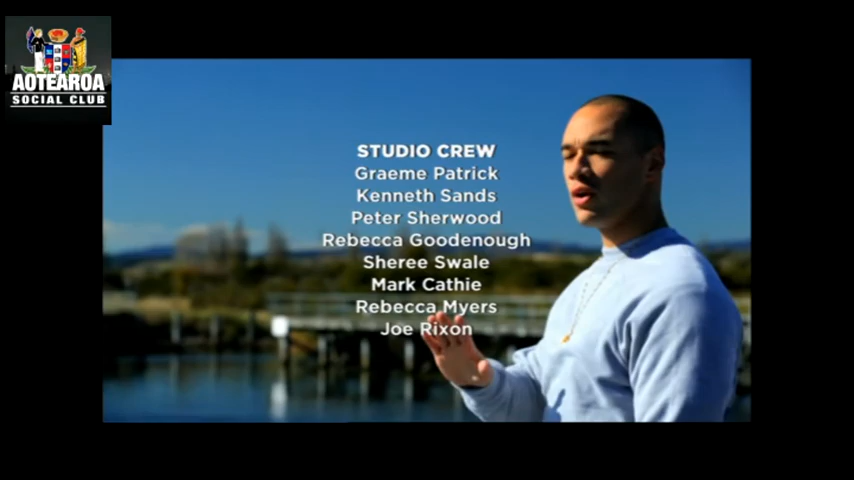 AOTEAROA
SOCIAL CLUB
STUDIO CREW
Graeme Patrick
Kenneth Sands
Peter Sherwood
Rebecca Goodenough
Sheree Swale
Mark Cathie
Rebecca Myers
Joe Rixon